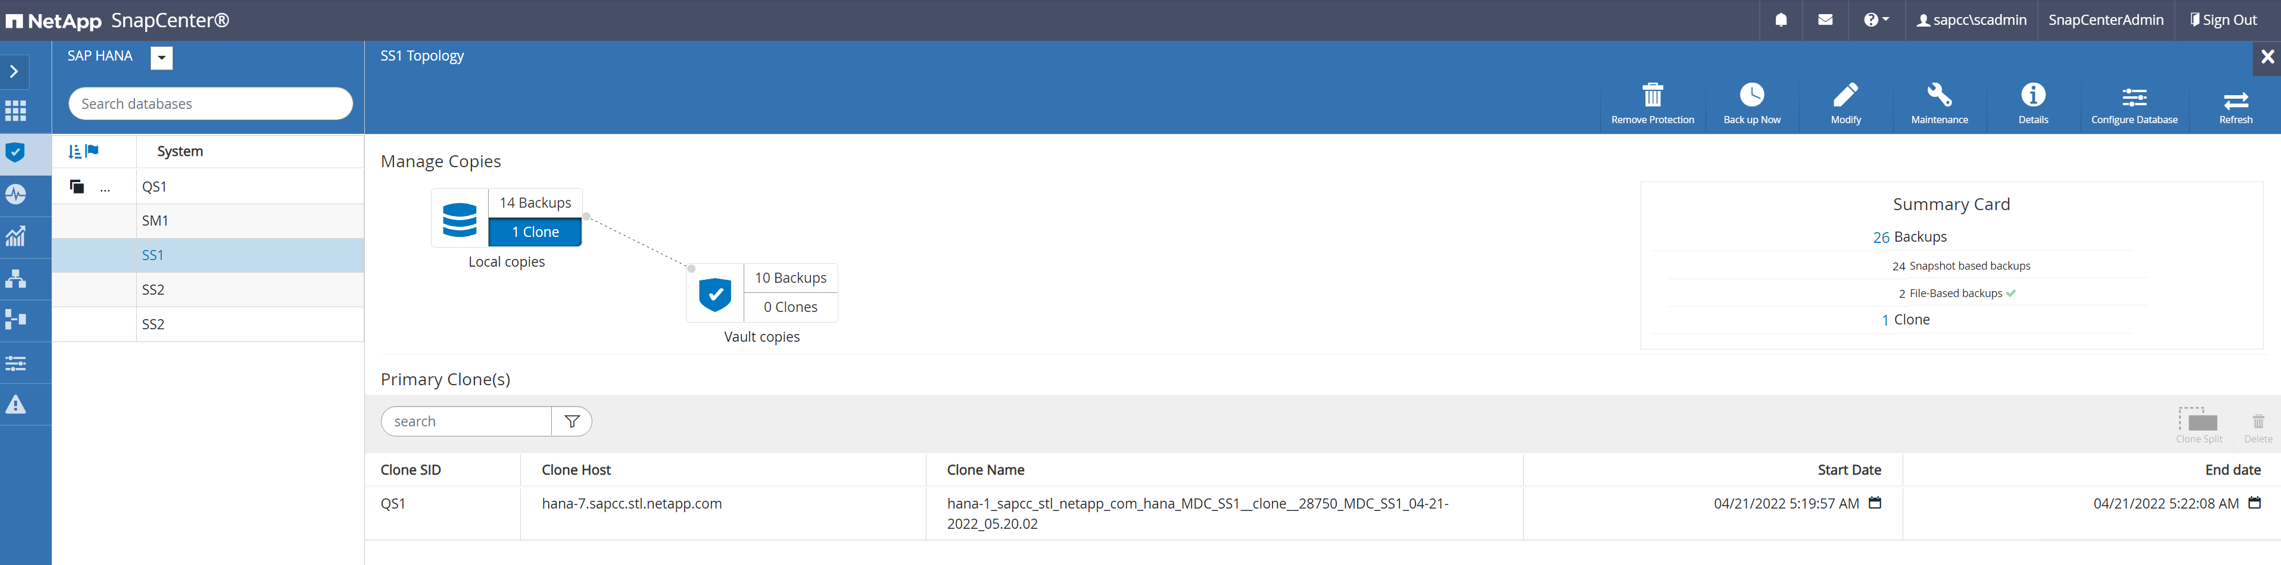 NetApp SnapCenter®
sapcc\scadmin
SnapCenterAdmin
Sign Out
SAP HANA
Search databases
System
... QS1
SM1
SS1
SS2
SS2
SS1 Topology
Remove Protection
Back up Now
Modify
Maintenance
Details
Configure Database
Refresh
Manage Copies
14 Backups
1 Clone
Local copies
10 Backups
0 Clones
Vault copies
Summary Card
26 Backups
24 Snapshot based backups
2 File-Based backups
1 Clone
Primary Clone(s)
search
Clone Split
Delete
Clone SID Clone Host Clone Name Start Date End date
QS1 hana-7.sapcc.stl.netapp.com hana-1_sapcc_stl_netapp_com_hana_MDC_SS1__clone__28750_MDC_SS1_04-21- 04/21/2022 5:19:57 AM 04/21/2022 5:22:08 AM
2022_05.20.02